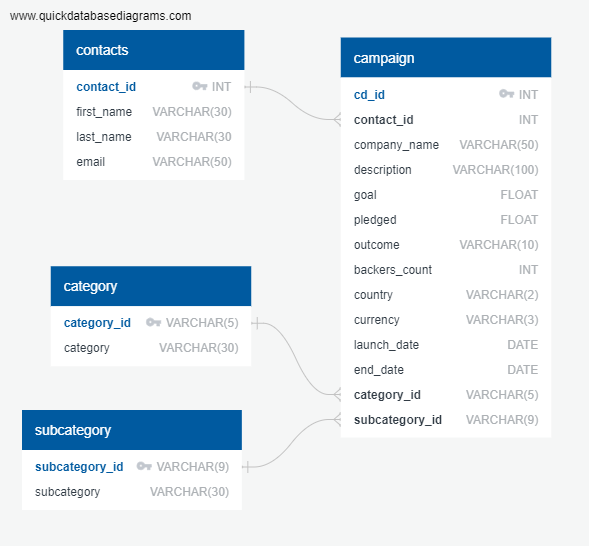 www.quickdatabasediagrams.com
contacts
contact_id INT
first_name VARCHAR(30)
last_name VARCHAR(30
email VARCHAR(50)
campaign
cd_id INT
contact_id INT
company_name VARCHAR(50)
description VARCHAR(100)
goal FLOAT
pledged FLOAT
outcome VARCHAR(10)
backers_count INT
country VARCHAR(2)
currency VARCHAR(3)
launch_date DATE
end_date DATE
category_id VARCHAR(5)
subcategory_id VARCHAR(9)
category
category_id VARCHAR(5)
category VARCHAR(30)
subcategory
subcategory_id VARCHAR(9)
subcategory VARCHAR(30)